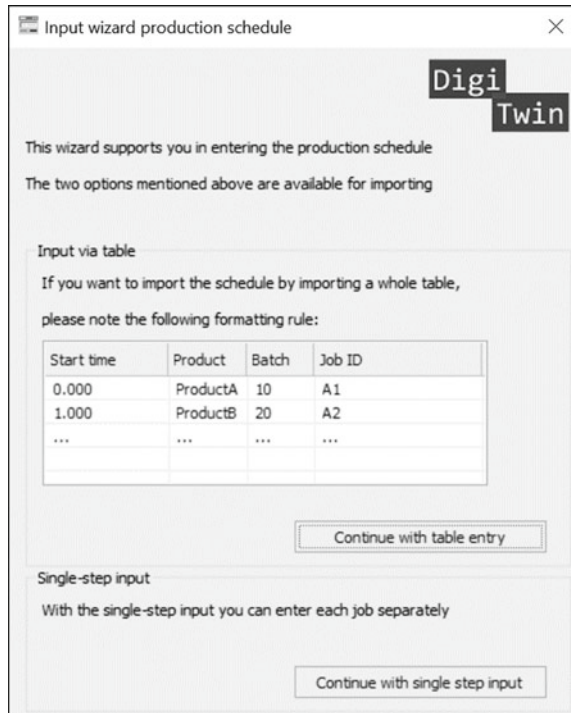 Input wizard production schedule
Digi
Twin
This wizard supports you in entering the production schedule
The two options mentioned above are available for importing
Input via table
If you want to import the schedule by importing a whole table,
please note the following formatting rule:
Start time Product Batch Job ID
0.000 ProductA 10 A1
1.000 ProductB 20 A2
... ... ... ...
Continue with table entry
Single-step input
With the single-step input you can enter each job separately
Continue with single step input